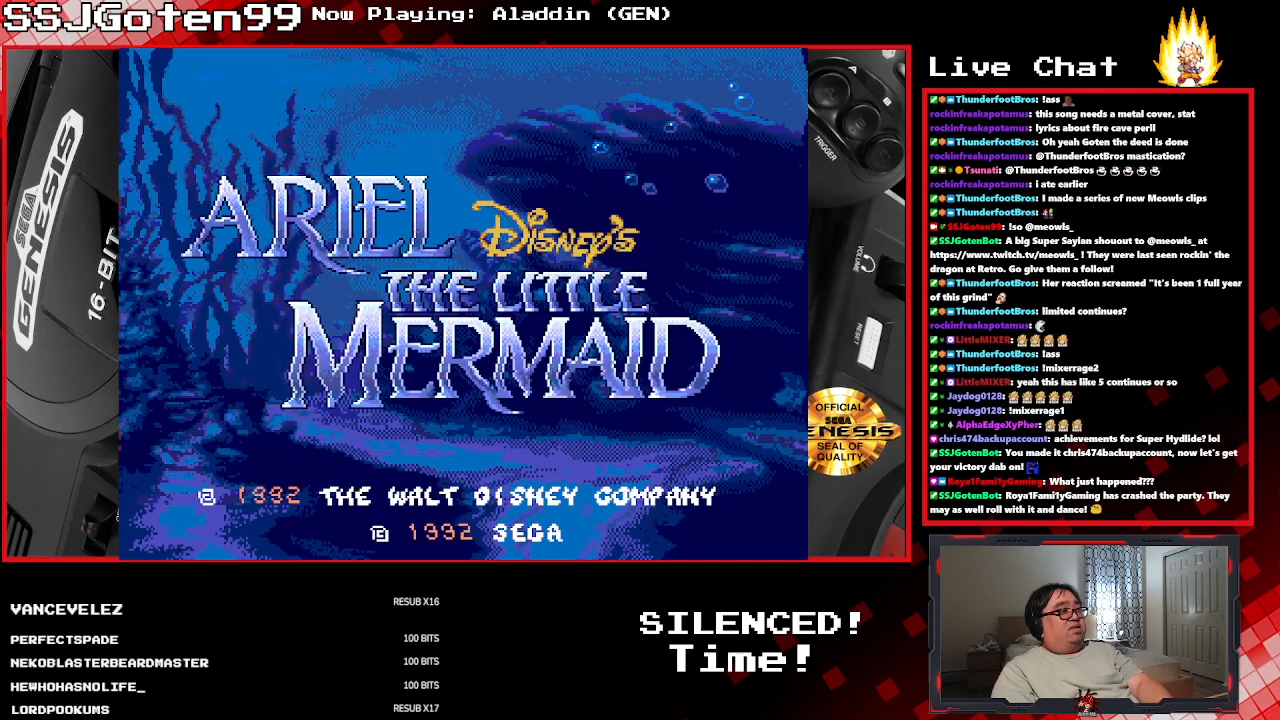 SSJGoten99
Now Playing: Aladdin (GEN)
Live Chat
SEGA
GENESIS
16-BIT
ARIEL
DISNEY'S
THE LITTLE
MERMAID
© 1992 THE WALT DISNEY COMPANY
© 1992 SEGA
TRIGGER
VOLUME
RESET
OFFICIAL
SEGA
ENESIS
SEAL OF
QUALITY
ThunderfootBros: !ass
rockinfreakapotamus: this song needs a metal cover, stat
rockinfreakapotamus: lyrics about fire cave peril
ThunderfootBros: Oh yeah Goten the deed is done
rockinfreakapotamus: @ThunderfootBros mastication?
Tsunati: @ThunderfootBros
rockinfreakapotamus: i ate earlier
ThunderfootBros: I made a series of new Meowls clips
ThunderfootBros:
SSJGoten99: !so @meowls_
SSJGotenBot: A big Super Saylan shouout to @meowls_ at
https://www.twitch.tv/meowls_ ! They were last seen rockin' the
dragon at Retro. Go give them a follow!
ThunderfootBros: Her reaction screamed "It's been 1 full year
of this grind"
ThunderfootBros: limited continues?
rockinfreakapotamus:
LittleMIXER:
ThunderfootBros: !ass
ThunderfootBros: !mixerrage2
LittleMIXER: yeah this has like 5 continues or so
Jaydog0128:
Jaydog0128: !mixerrage1
AlphaEdgeXyPher:
chris474backupaccount: achievements for Super Hydlide? lol
SSJGotenBot: You made it chris474backupaccount, now let's get
your victory dab on!
Roya1Fami1yGaming: What just happened???
SSJGotenBot: Roya1Fami1yGaming has crashed the party. They
may as well roll with it and dance!
VANCEVELEZ RESUB X16
PERFECTSPADE 100 BITS
NEKOBLASTERBEARDMASTER 100 BITS
HEWHOHASNOLIFE_ 100 BITS
LORDPOOKUMS RESUB X17
SILENCED!
Time!